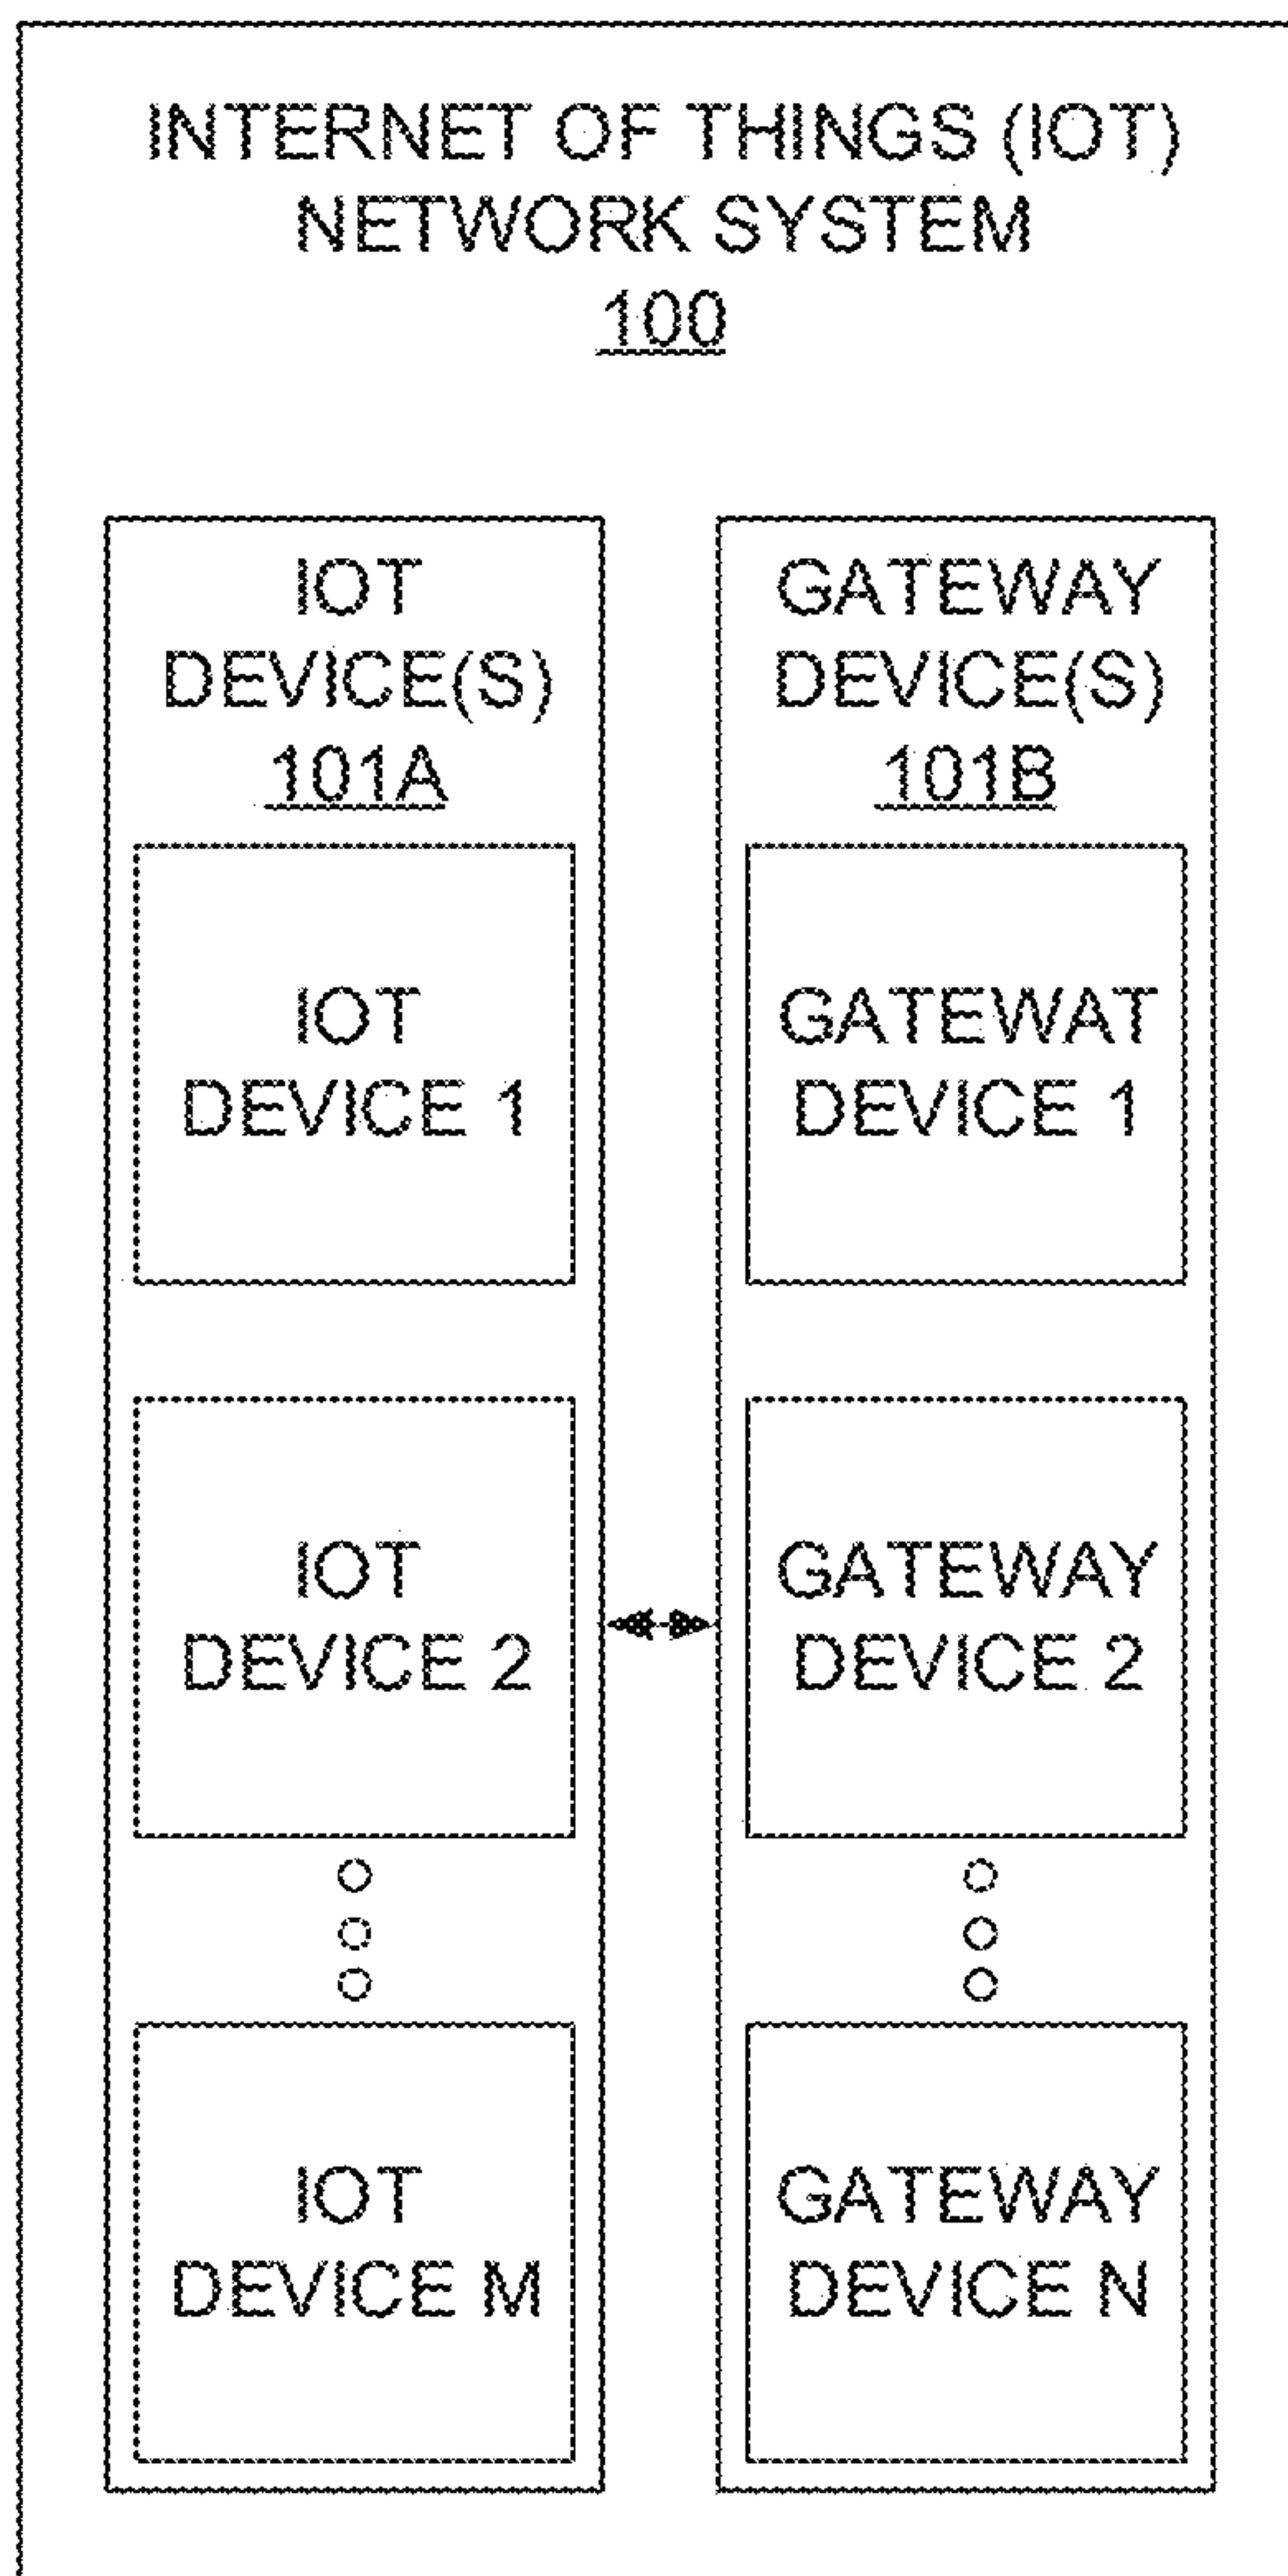 INTERNET OF THINGS (IOT)
NETWORK SYSTEM
100
IOT
DEVICE(S)
101A
IOT
DEVICE 1
IOT
DEVICE 2
IOT
DEVICE M
GATEWAY
DEVICE(S)
101B
GATEWAT
DEVICE 1
GATEWAY
DEVICE 2
GATEWAY
DEVICE N